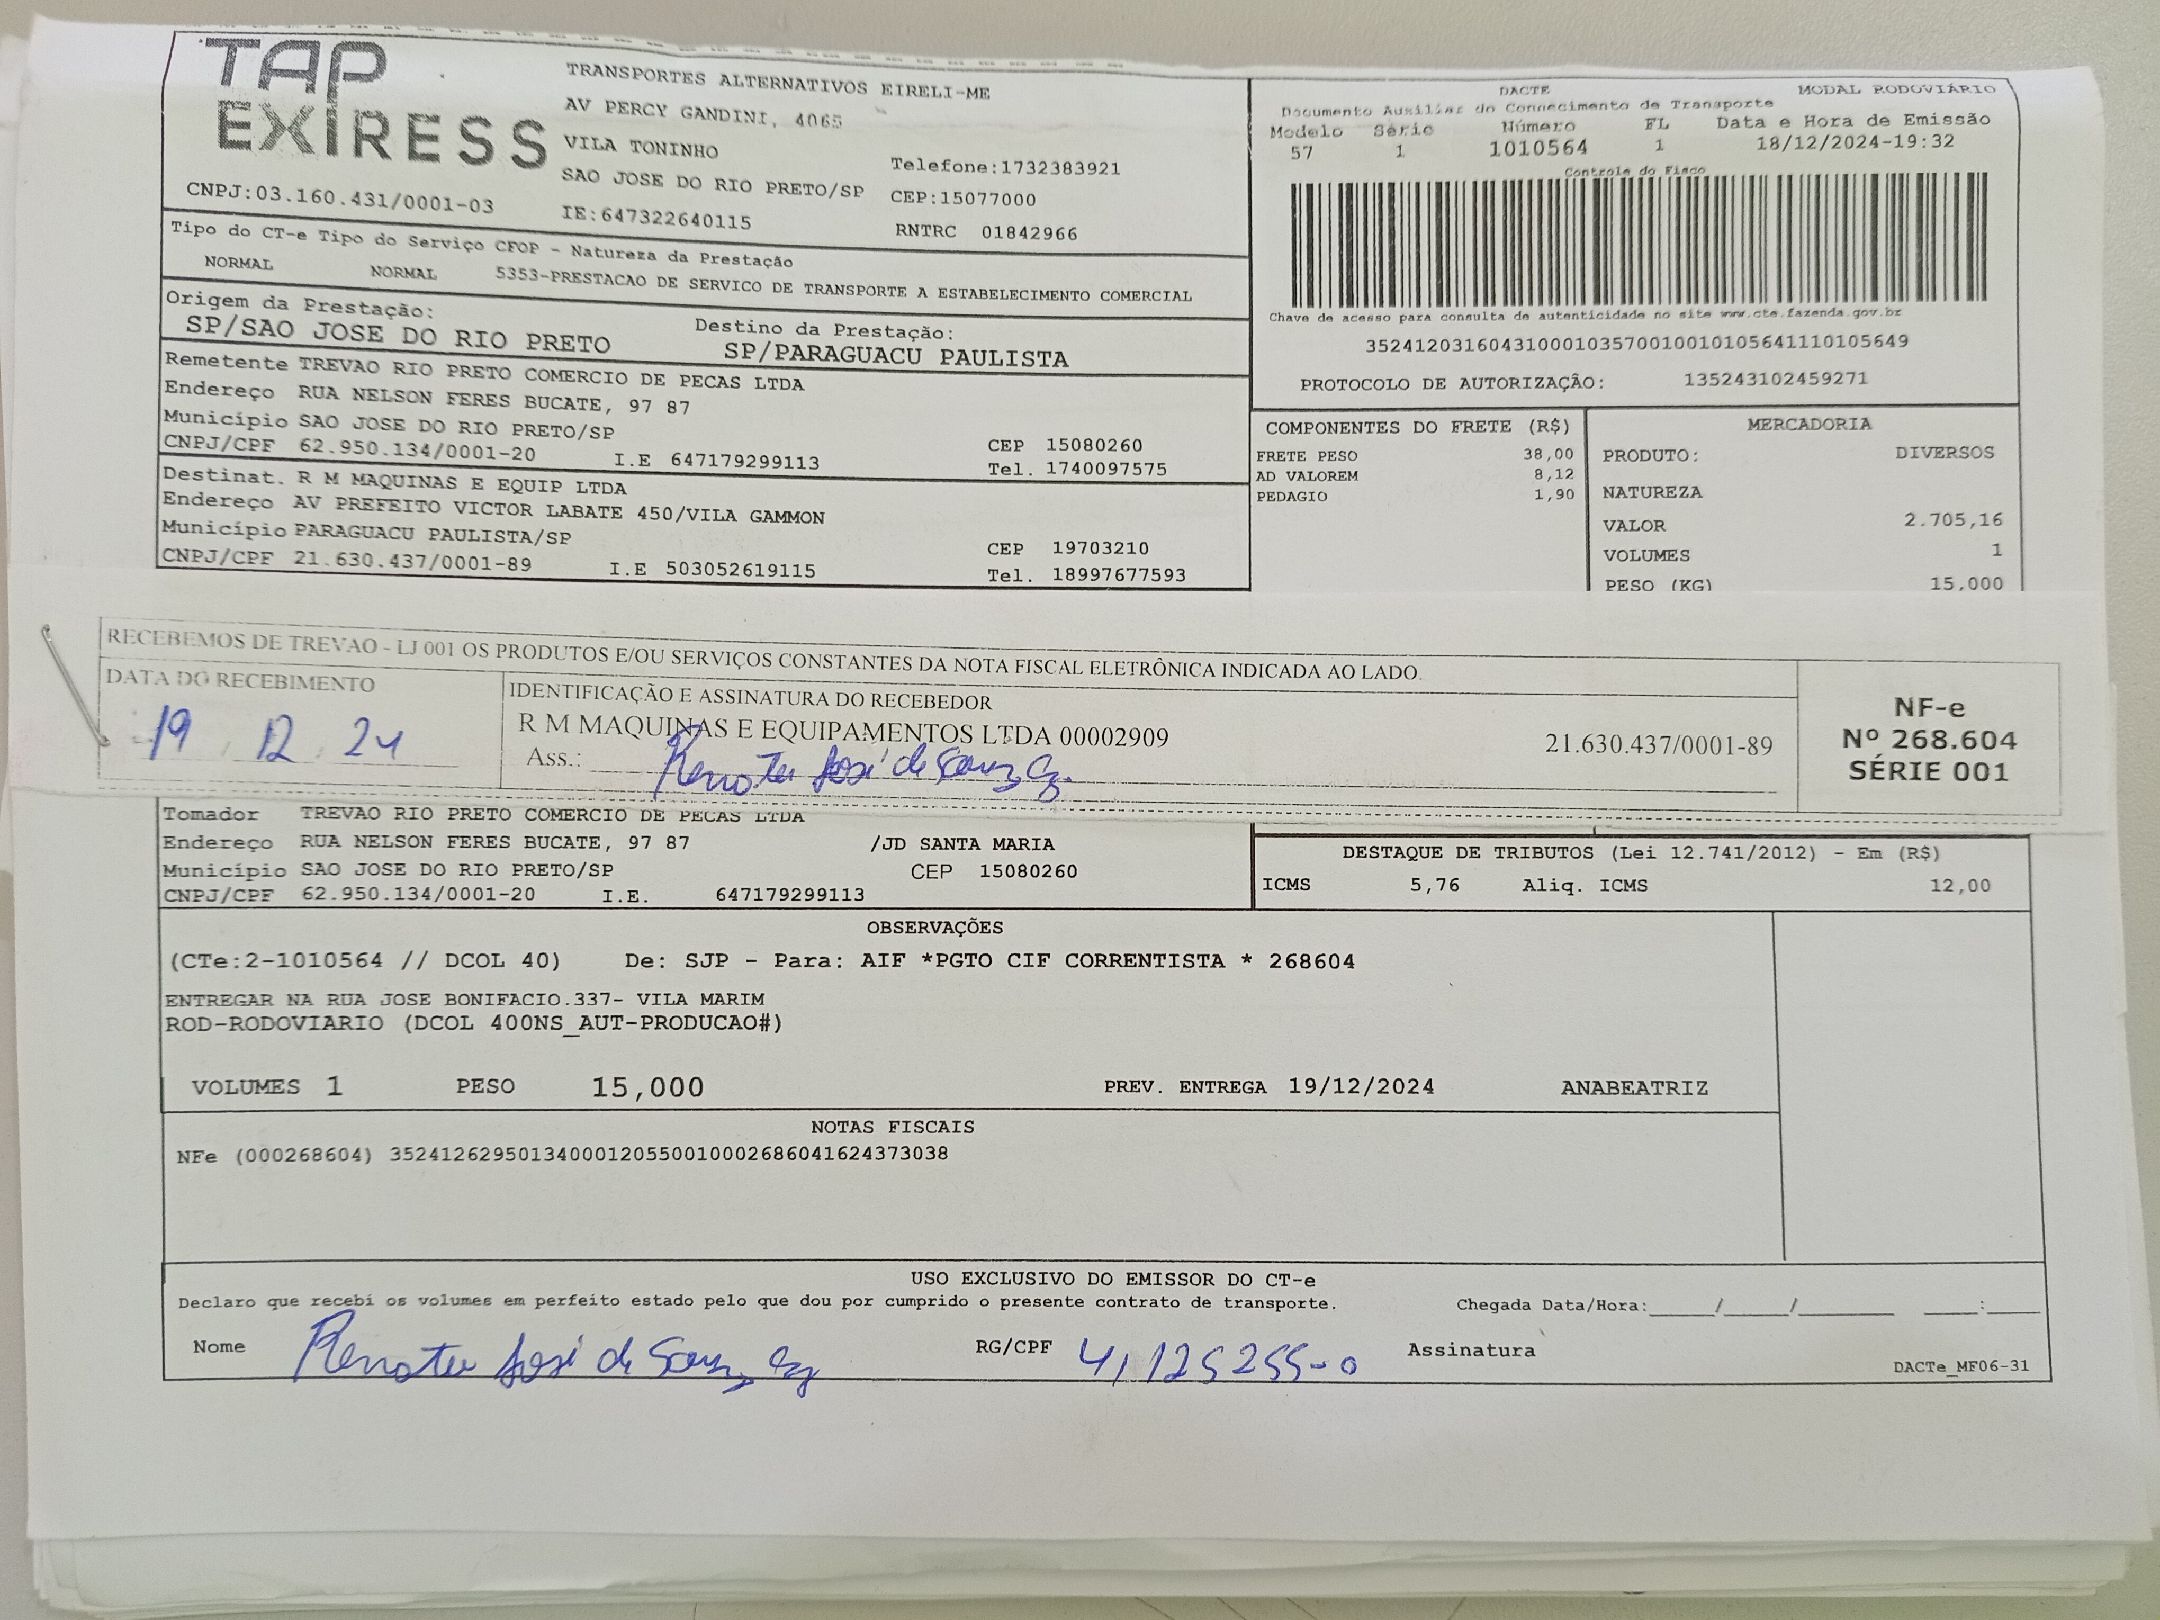 TAP
EXIRESS
TRANSPORTES ALTERNATIVOS EIRELI-ME
AV PERCY GANDINI, 4065
VILA TONINHO
Telefone:1732383921
SAO JOSE DO RIO PRETO/SP
CEP:15077000
CNPJ:03.160.431/0001-03
IE:647322640115
RNTRC 01842966
Tipo do CT-e Tipo do Serviço CFOP - Natureza da Prestação
NORMAL NORMAL 5353-PRESTACAO DE SERVICO DE TRANSPORTE A ESTABELECIMENTO COMERCIAL
Origem da Prestação:
SP/SAO JOSE DO RIO PRETO
Destino da Prestação:
SP/PARAGUACU PAULISTA
Remetente TREVAO RIO PRETO COMERCIO DE PECAS LTDA
Endereço RUA NELSON FERES BUCATE, 97 87
Município SAO JOSE DO RIO PRETO/SP
CEP 15080260
CNPJ/CPF 62.950.134/0001-20 I.E 647179299113
Tel. 1740097575
Destinat. R M MAQUINAS E EQUIP LTDA
Endereço AV PREFEITO VICTOR LABATE 450/VILA GAMMON
Município PARAGUACU PAULISTA/SP
CEP 19703210
CNPJ/CPF 21.630.437/0001-89 I.E 503052619115
Tel. 18997677593
DACTE MODAL RODOVIÁRIO
Documento Auxiliar do Connecimento de Transporte
Modelo Série Número FL Data e Hora de Emissão
57 1 1010564 1 18/12/2024-19:32
Controle do Fisco
Chave de acesso para consulta de autenticidade no site www.cte.fazenda.gov.br
35241203160431000103570010010105641110105649
PROTOCOLO DE AUTORIZAÇÃO: 135243102459271
COMPONENTES DO FRETE (R$)
FRETE PESO 38,00
AD VALOREM 8,12
PEDAGIO 1,90
MERCADORIA
PRODUTO: DIVERSOS
NATUREZA
VALOR 2.705,16
VOLUMES 1
PESO (KG) 15,000
RECEBEMOS DE TREVAO - LJ 001 OS PRODUTOS E/OU SERVIÇOS CONSTANTES DA NOTA FISCAL ELETRÔNICA INDICADA AO LADO.
DATA DO RECEBIMENTO
19 12 24
IDENTIFICAÇÃO E ASSINATURA DO RECEBEDOR
R M MAQUINAS E EQUIPAMENTOS LTDA 00002909
21.630.437/0001-89
Ass.: José de Souza
NF-e
Nº 268.604
SÉRIE 001
Tomador TREVAO RIO PRETO COMERCIO DE PECAS LTDA
Endereço RUA NELSON FERES BUCATE, 97 87 /JD SANTA MARIA
Município SAO JOSE DO RIO PRETO/SP CEP 15080260
CNPJ/CPF 62.950.134/0001-20 I.E. 647179299113
DESTAQUE DE TRIBUTOS (Lei 12.741/2012) - Em (R$)
ICMS 5,76 Aliq. ICMS 12,00
OBSERVAÇÕES
(CTe:2-1010564 // DCOL 40) De: SJP - Para: AIF *PGTO CIF CORRENTISTA * 268604
ENTREGAR NA RUA JOSE BONIFACIO.337- VILA MARIM
ROD-RODOVIARIO (DCOL 400NS_AUT-PRODUCAO#)
VOLUMES 1 PESO 15,000 PREV. ENTREGA 19/12/2024 ANABEATRIZ
NOTAS FISCAIS
NFe (000268604) 35241262950134000120550010002686041624373038
USO EXCLUSIVO DO EMISSOR DO CT-e
Declaro que recebi os volumes em perfeito estado pelo que dou por cumprido o presente contrato de transporte.
Chegada Data/Hora:_____/_____/_______ ____:____
Nome José de Souza RG/CPF 41125255-0 Assinatura
DACTe_MF06-31